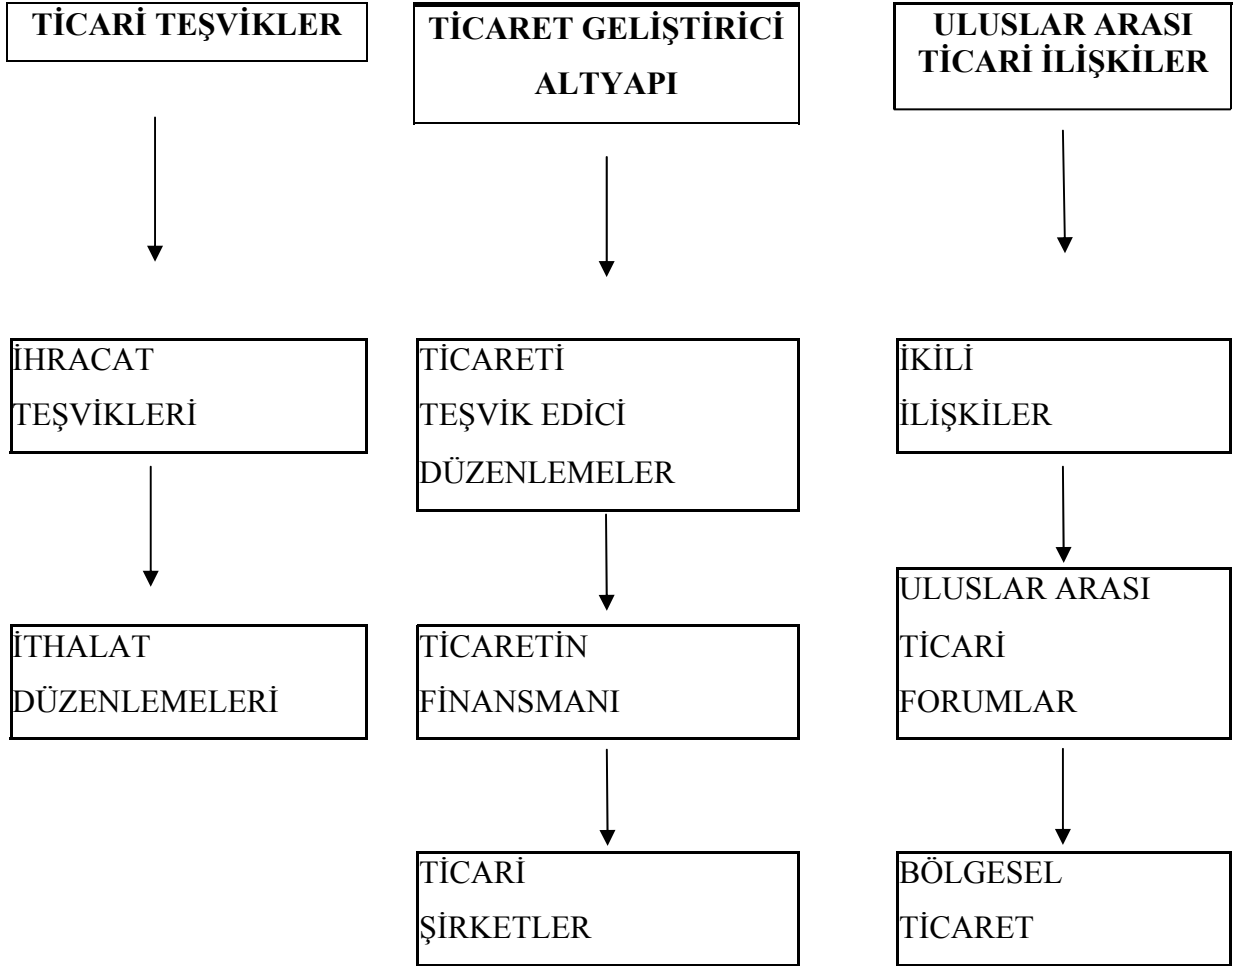 TİCARİ TEŞVİKLER
TİCARET GELİŞTİRİCİ
ALTYAPI
ULUSLAR ARASI
TİCARİ İLİŞKİLER
İHRACAT
TEŞVİKLERİ
TİCARETİ
TEŞVİK EDİCİ
DÜZENLEMELER
İKİLİ
İLİŞKİLER
İTHALAT
DÜZENLEMELERİ
TİCARETİN
FİNANSMANI
ULUSLAR ARASI
TİCARİ
FORUMLAR
TİCARİ
ŞİRKETLER
BÖLGESEL
TİCARET